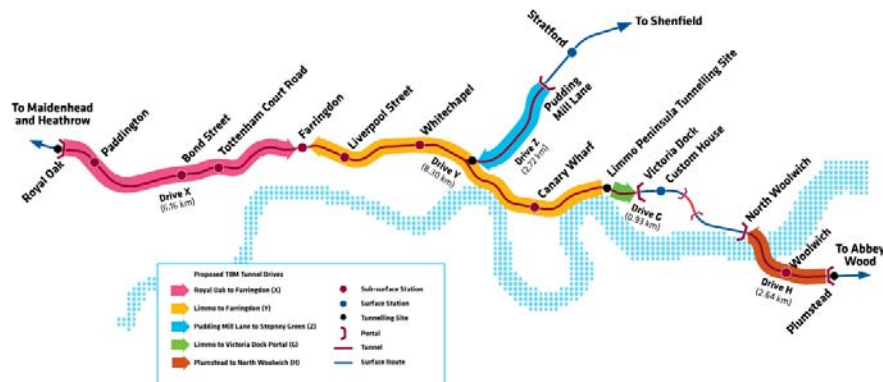 To Shenfield
Stratford
To Maidenhead
and Heathrow
Royal Oak
Paddington
Bond Street
Tottenham Court Road
Farringdon
Liverpool Street
Whitechapel
Pudding
Mill Lane
Limmo Peninsula Tunnelling Site
Victoria Dock
Custom House
North Woolwich
Canary Wharf
Drive X
(6.16 km)
Drive Y
(8.30 km)
Drive Z
(2.72 km)
Drive G
(0.93 km)
Drive H
(2.64 km)
Woolwich
Plumstead
To Abbey
Wood
Proposed TBM Tunnel Drives
Royal Oak to Farringdon (X)
Limmo to Farringdon (Y)
Pudding Mill Lane to Stepney Green (Z)
Limmo to Victoria Dock Portal (G)
Plumstead to North Woolwich (H)
Sub-surface Station
Surface Station
Tunnelling Site
Portal
Tunnel
Surface Route